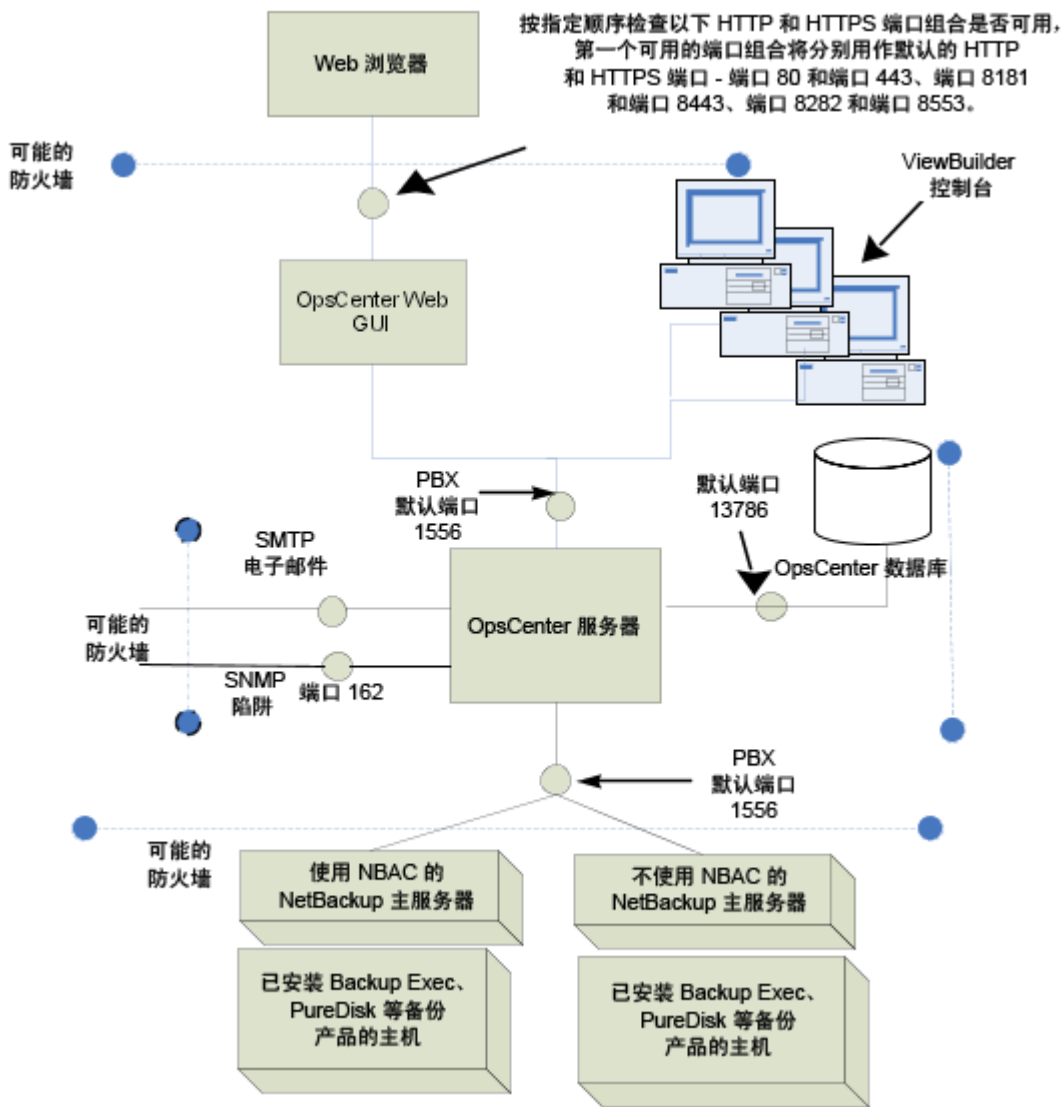 按指定顺序检查以下 HTTP 和 HTTPS 端口组合是否可用，
第一个可用的端口组合将分别用作默认的 HTTP
和 HTTPS 端口 - 端口 80 和端口 443、端口 8181
和端口 8443、端口 8282 和端口 8553。
Web 浏览器
可能的
防火墙
ViewBuilder
控制台
OpsCenter Web
GUI
PBX
默认端口
1556
默认端口
13786
SMTP
电子邮件
OpsCenter 数据库
可能的
防火墙
OpsCenter 服务器
SNMP
陷阱
端口 162
PBX
默认端口
1556
可能的
防火墙
使用 NBAC 的
NetBackup 主服务器
不使用 NBAC 的
NetBackup 主服务器
已安装 Backup Exec、
PureDisk 等备份
产品的主机
已安装 Backup Exec、
PureDisk 等备份
产品的主机